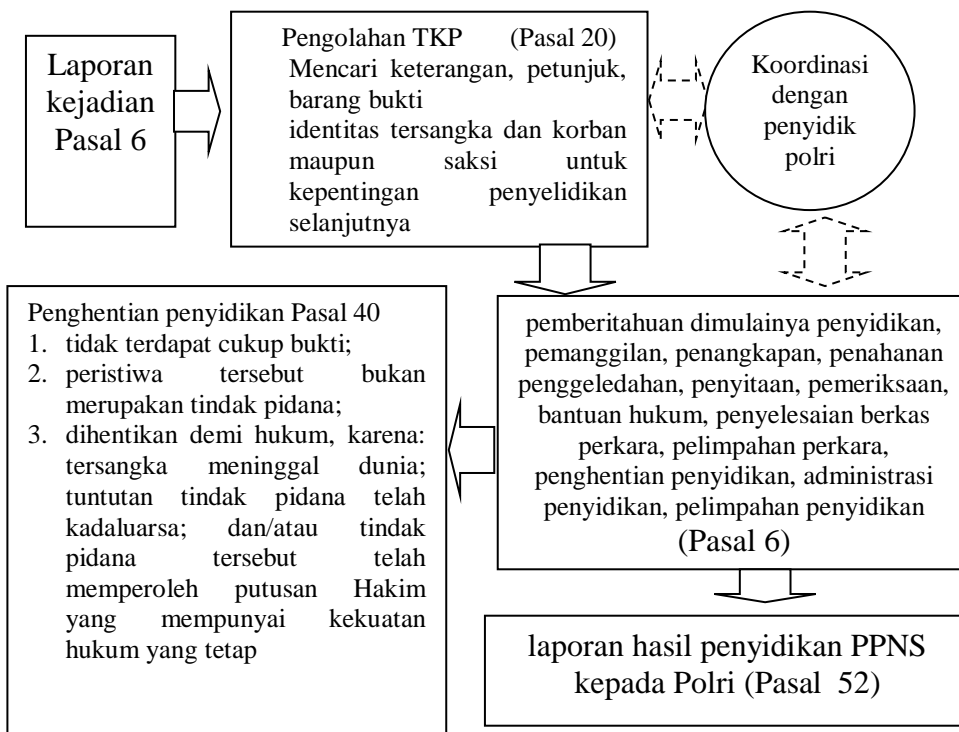 Laporan
kejadian
Pasal 6
Pengolahan TKP (Pasal 20)
Mencari keterangan, petunjuk,
barang bukti
identitas tersangka dan korban
maupun saksi untuk
kepentingan penyelidikan
selanjutnya
Koordinasi
dengan
penyidik
polri
Penghentian penyidikan Pasal 40
1. tidak terdapat cukup bukti;
2. peristiwa tersebut bukan
merupakan tindak pidana;
3. dihentikan demi hukum, karena:
tersangka meninggal dunia;
tuntutan tindak pidana telah
kadaluarsa; dan/atau tindak
pidana tersebut telah
memperoleh putusan Hakim
yang mempunyai kekuatan
hukum yang tetap
pemberitahuan dimulainya penyidikan,
pemanggilan, penangkapan, penahanan
penggeledahan, penyitaan, pemeriksaan,
bantuan hukum, penyelesaian berkas
perkara, pelimpahan perkara,
penghentian penyidikan, administrasi
penyidikan, pelimpahan penyidikan
(Pasal 6)
laporan hasil penyidikan PPNS
kepada Polri (Pasal 52)